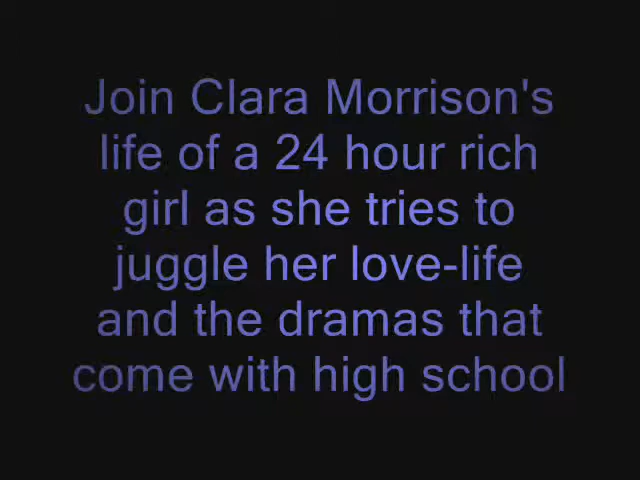 Join Clara Morrison's
life of a 24 hour rich
girl as she tries to
juggle her love-life
and the dramas that
come with high school